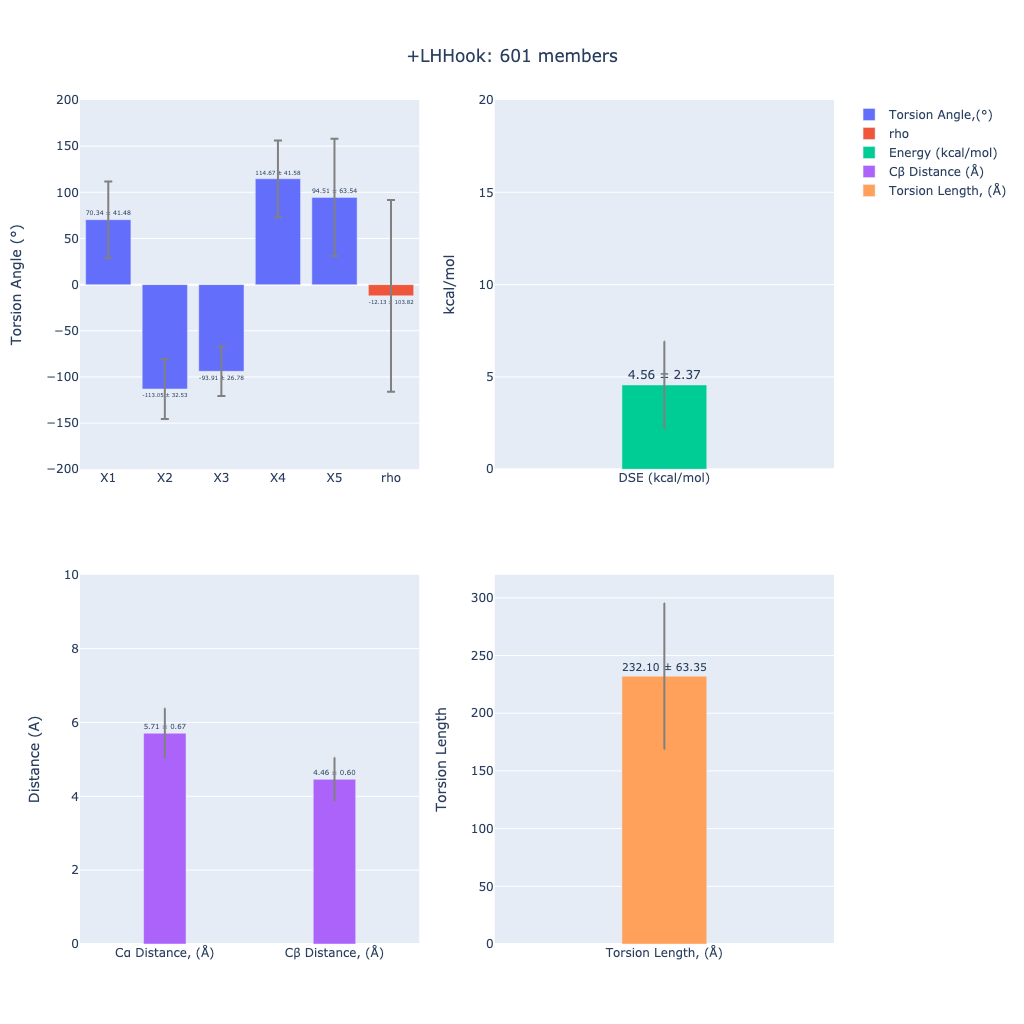 +LHHook: 601 members
200
150
100
50
0
−50
−100
−150
−200
Torsion Angle (°)
70.34 ± 41.48
-113.05 ± 32.53
-93.91 ± 26.78
114.67 ± 41.58
94.51 ± 63.54
-12.13 ± 103.82
X1 X2 X3 X4 X5 rho
20
15
10
5
0
kcal/mol
4.56 ± 2.37
DSE (kcal/mol)
Torsion Angle,(°)
rho
Energy (kcal/mol)
Cβ Distance (Å)
Torsion Length, (Å)
10
8
6
4
2
0
Distance (A)
5.71 ± 0.67
4.46 ± 0.60
Cα Distance, (Å) Cβ Distance, (Å)
300
250
200
150
100
50
0
Torsion Length
232.10 ± 63.35
Torsion Length, (Å)